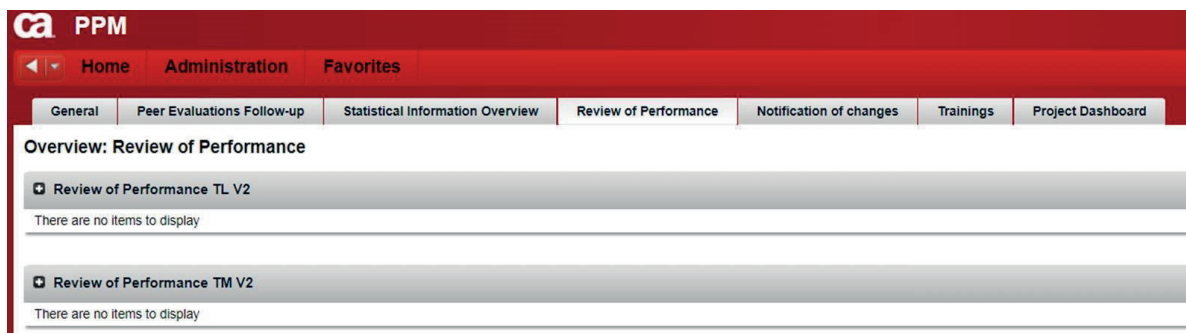 ca PPM
Home Administration Favorites
General Peer Evaluations Follow-up Statistical Information Overview Review of Performance Notification of changes Trainings Project Dashboard
Overview: Review of Performance
Review of Performance TL V2
There are no items to display
Review of Performance TM V2
There are no items to display